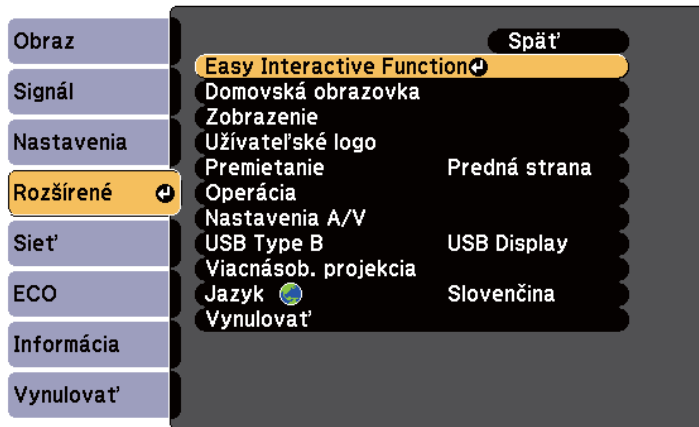 Obraz
Signál
Nastavenia
Rozšírené
Sieť
ECO
Informácia
Vynulovať
Späť
Easy Interactive Function
Domovská obrazovka
Zobrazenie
Užívateľské logo
Premietanie Predná strana
Operácia
Nastavenia A/V
USB Type B USB Display
Viacnásob. projekcia
Jazyk Slovenčina
Vynulovať